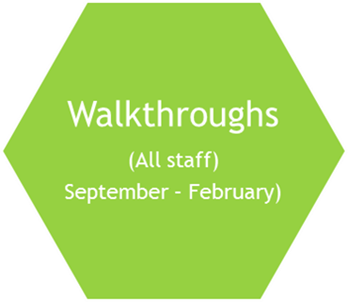 Walkthroughs
(All staff)
September - February)